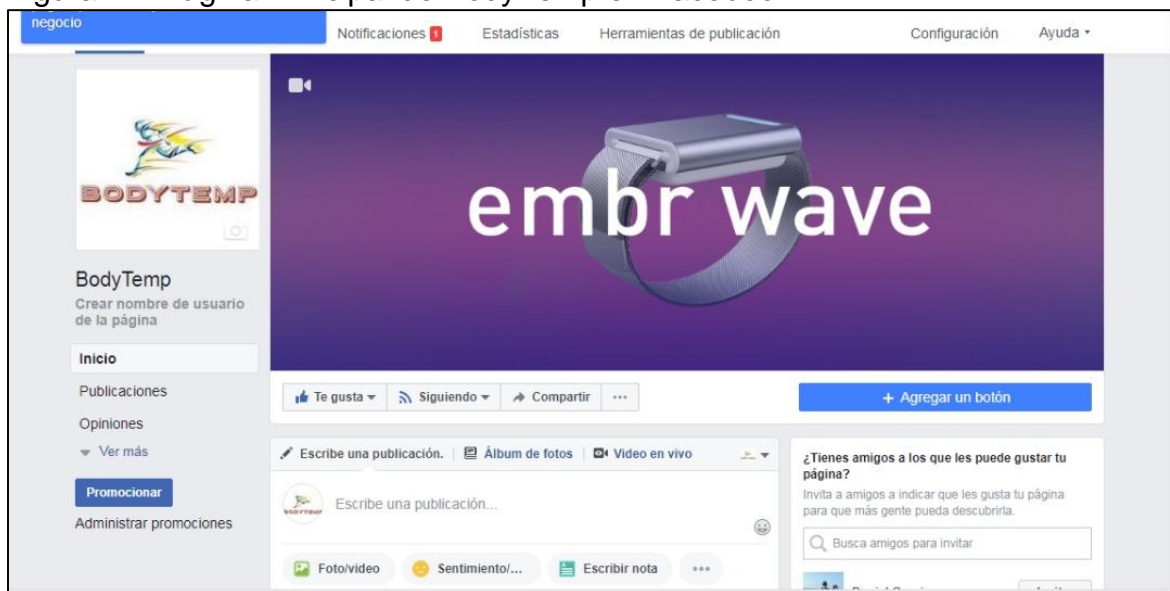 negocio
Notificaciones 1 Estadísticas Herramientas de publicación Configuración Ayuda
BODYTEMP
embr wave
BodyTemp
Crear nombre de usuario
de la página
Inicio
Publicaciones
Opiniones
Ver más
Promocionar
Administrar promociones
Te gusta Siguiendo Compartir ...
+ Agregar un botón
Escribe una publicación. Álbum de fotos Video en vivo
BODYTEMP
Escribe una publicación...
Foto/video Sentimiento/... Escribir nota ...
¿Tienes amigos a los que les puede gustar tu
página?
Invita a amigos a indicar que les gusta tu página
para que más gente pueda descubrirla.
Busca amigos para invitar